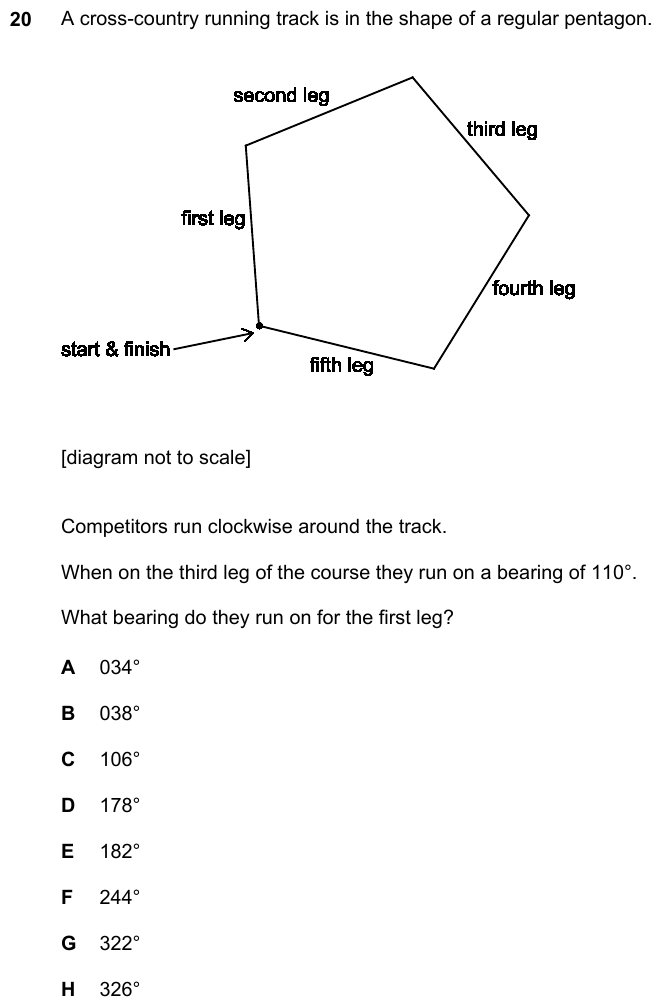 20 A cross-country running track is in the shape of a regular pentagon.
second leg
third leg
first leg
fourth leg
start & finish
fifth leg
[diagram not to scale]
Competitors run clockwise around the track.
When on the third leg of the course they run on a bearing of 110°.
What bearing do they run on for the first leg?
A 034°
B 038°
C 106°
D 178°
E 182°
F 244°
G 322°
H 326°